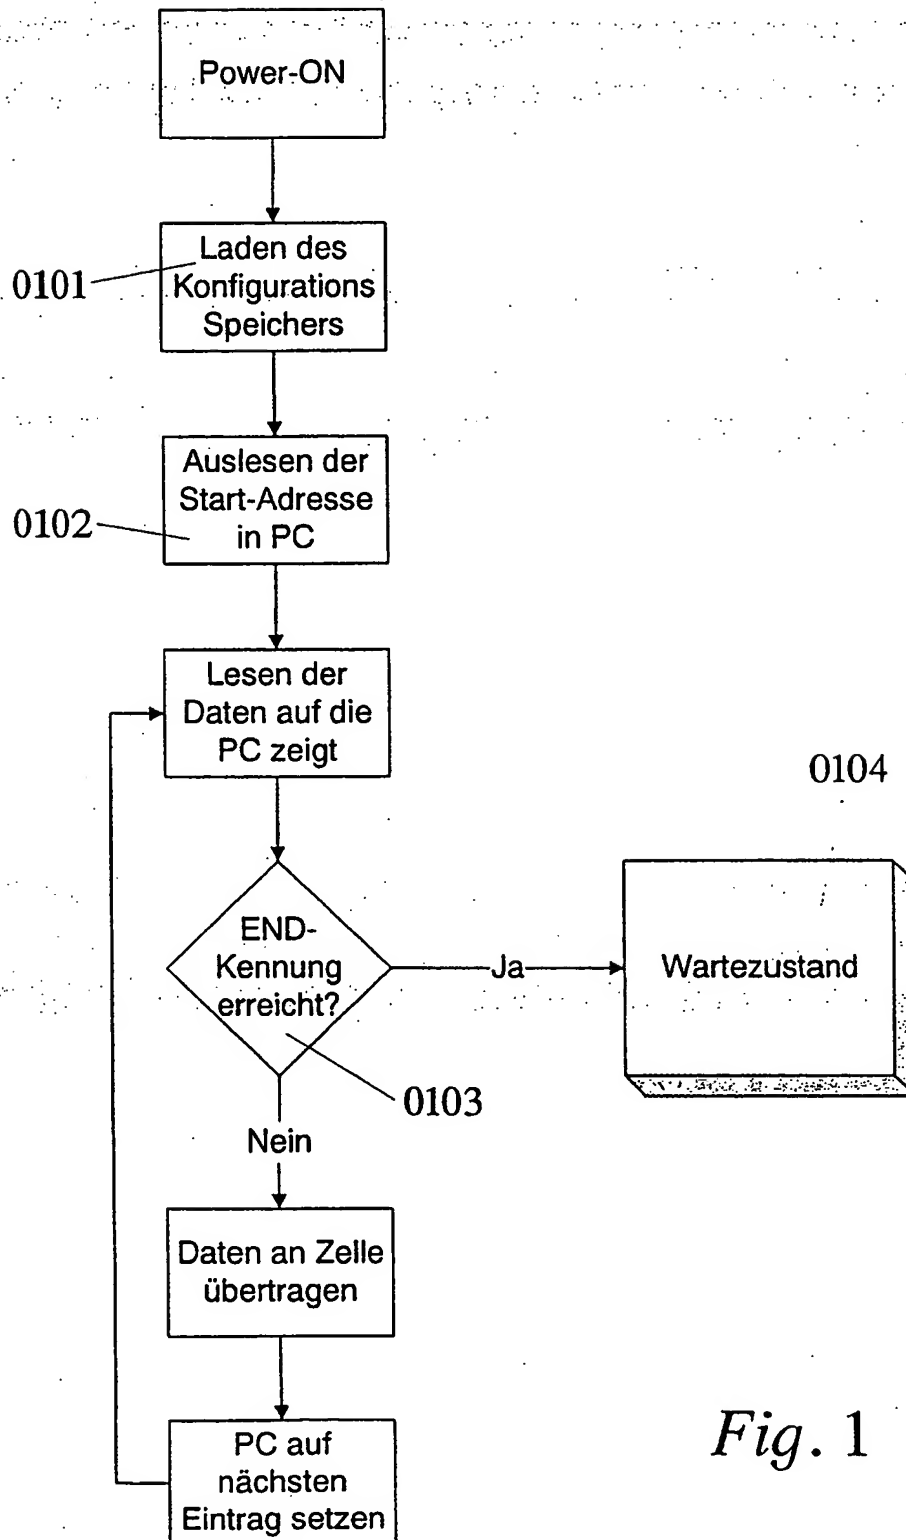 Power-ON
Laden des
Konfigurations
Speichers
0101
Auslesen der
Start-Adresse
in PC
0102
Lesen der
Daten auf die
PC zeigt
0104
END-
Kennung
erreicht?
Ja
Wartezustand
0103
Nein
Daten an Zelle
übertragen
PC auf
nächsten
Eintrag setzen
Fig. 1